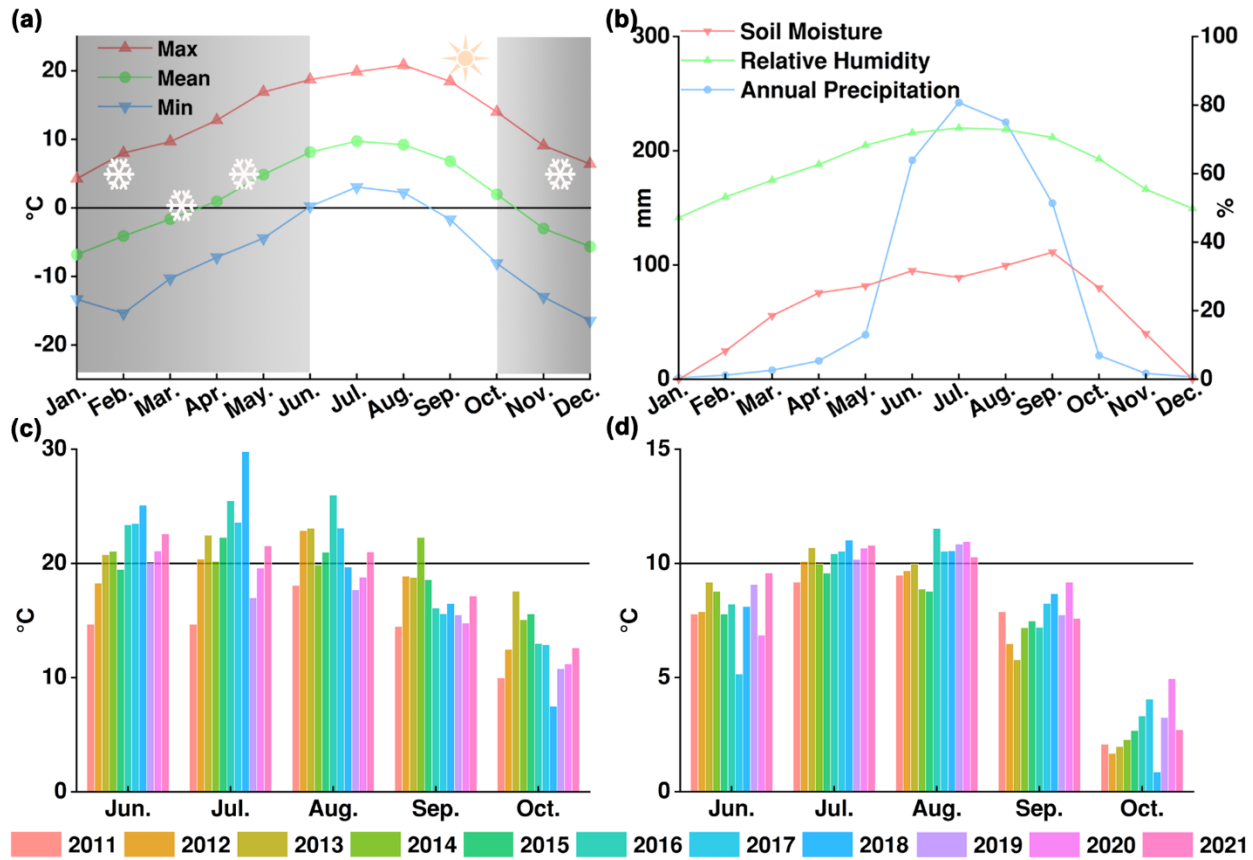 (a)
Max
Mean
Min
20
10
0
-10
-20
°C
Jan. Feb. Mar. Apr. May. Jun. Jul. Aug. Sep. Oct. Nov. Dec.
(b)
Soil Moisture
Relative Humidity
Annual Precipitation
300
200
100
0
mm
100
80
60
40
20
0
%
Jan. Feb. Mar. Apr. May. Jun. Jul. Aug. Sep. Oct. Nov. Dec.
(c)
30
20
10
0
°C
Jun. Jul. Aug. Sep. Oct.
(d)
15
10
5
0
°C
Jun. Jul. Aug. Sep. Oct.
2011 2012 2013 2014 2015 2016 2017 2018 2019 2020 2021